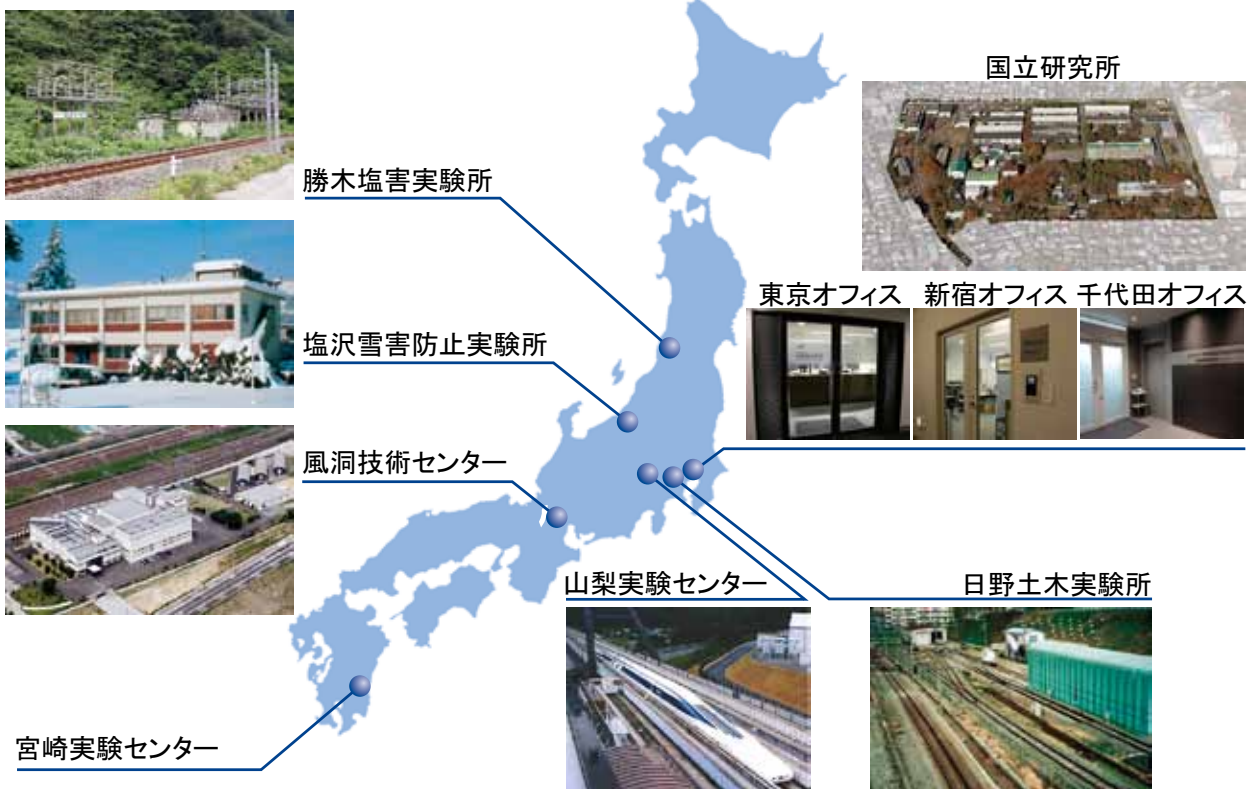 国立研究所
勝木塩害実験所
東京オフィス 新宿オフィス 千代田オフィス
塩沢雪害防止実験所
風洞技術センター
山梨実験センター
日野土木実験所
宮崎実験センター